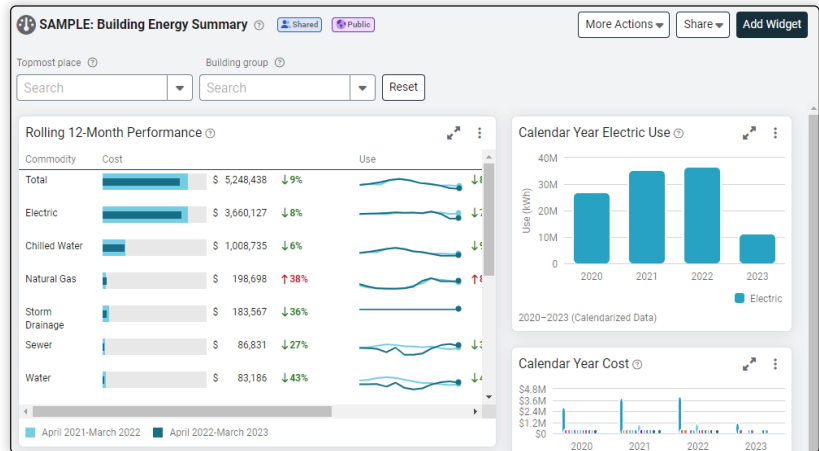 SAMPLE: Building Energy Summary Shared Public More Actions Share Add Widget
Topmost place Building group
Search Search Reset
Rolling 12-Month Performance
Commodity Cost Use
Total $ 5,248,438 ↓9%
Electric $ 3,660,127 ↓8%
Chilled Water $ 1,008,735 ↓6%
Natural Gas $ 198,698 ↑38%
Storm Drainage $ 183,567 ↓36%
Sewer $ 86,831 ↓27%
Water $ 83,186 ↓43%
April 2021-March 2022 April 2022-March 2023
Calendar Year Electric Use
Use (kWh)
40M
30M
20M
10M
0
2020 2021 2022 2023
Electric
2020–2023 (Calendarized Data)
Calendar Year Cost
$4.8M
$3.6M
$2.4M
$1.2M
$0
2020 2021 2022 2023